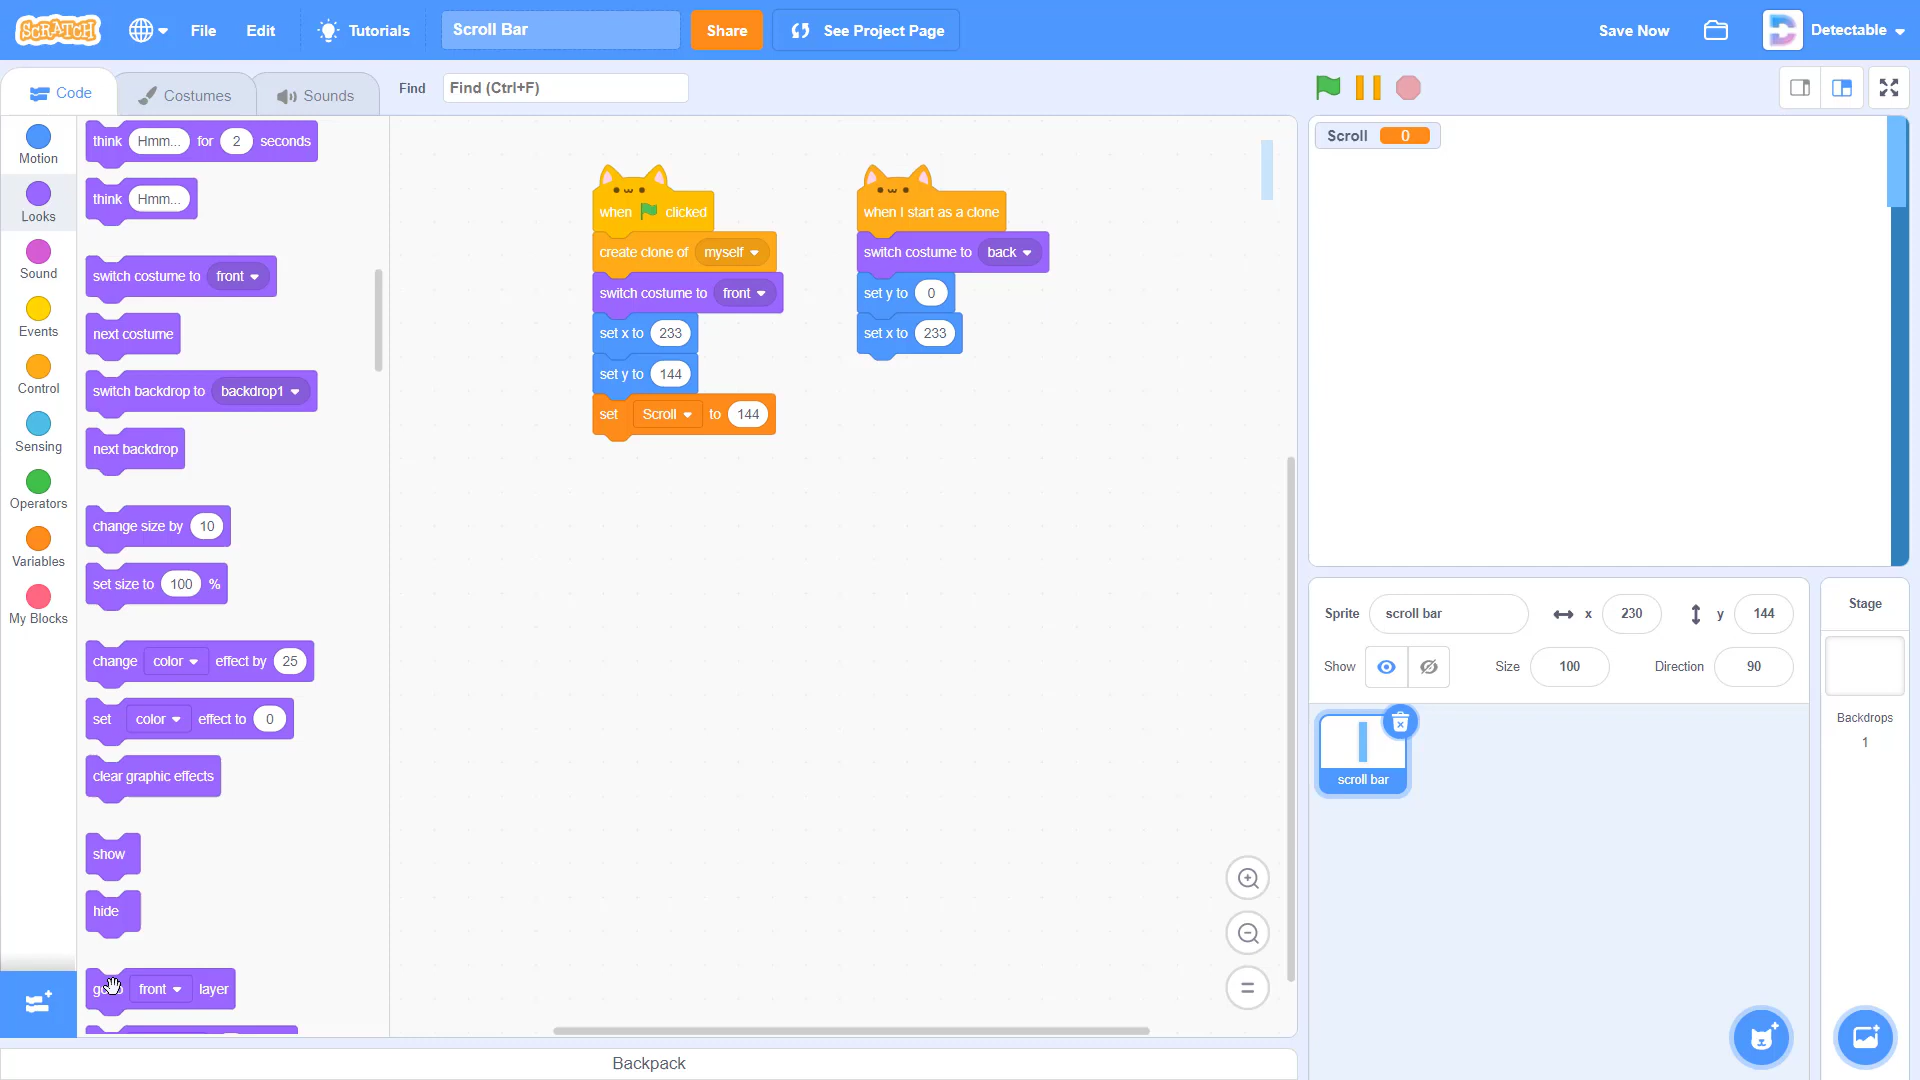 SCRATCH
File
Edit
Tutorials
Scroll Bar
Share
See Project Page
Save Now
Detectable
Code
Costumes
Sounds
Find
Find (Ctrl+F)
Motion
Looks
Sound
Events
Control
Sensing
Operators
Variables
My Blocks
think Hmm... for 2 seconds
think Hmm...
switch costume to front
next costume
switch backdrop to backdrop1
next backdrop
change size by 10
set size to 100 %
change color effect by 25
set color effect to 0
clear graphic effects
show
hide
front layer
when clicked
create clone of myself
switch costume to front
set x to 233
set y to 144
set Scroll to 144
when I start as a clone
switch costume to back
set y to 0
set x to 233
Scroll 0
Sprite scroll bar x 230 y 144
Show Size 100 Direction 90
scroll bar
Stage
Backdrops
1
Backpack